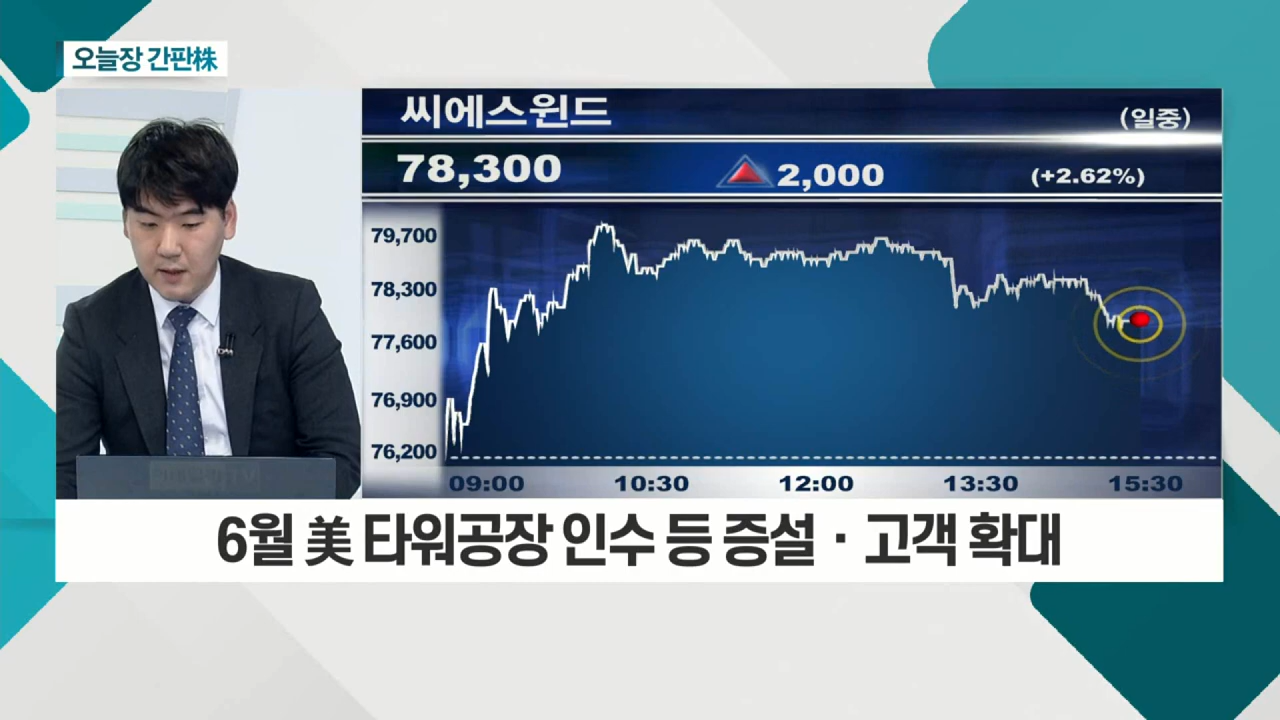 오늘장 간판株
씨에스윈드
(일중)
78,300 ▲ 2,000 (+2.62%)
79,700
78,300
77,600
76,900
76,200
09:00 10:30 12:00 13:30 15:30
6월 美 타워공장 인수 등 증설 · 고객 확대